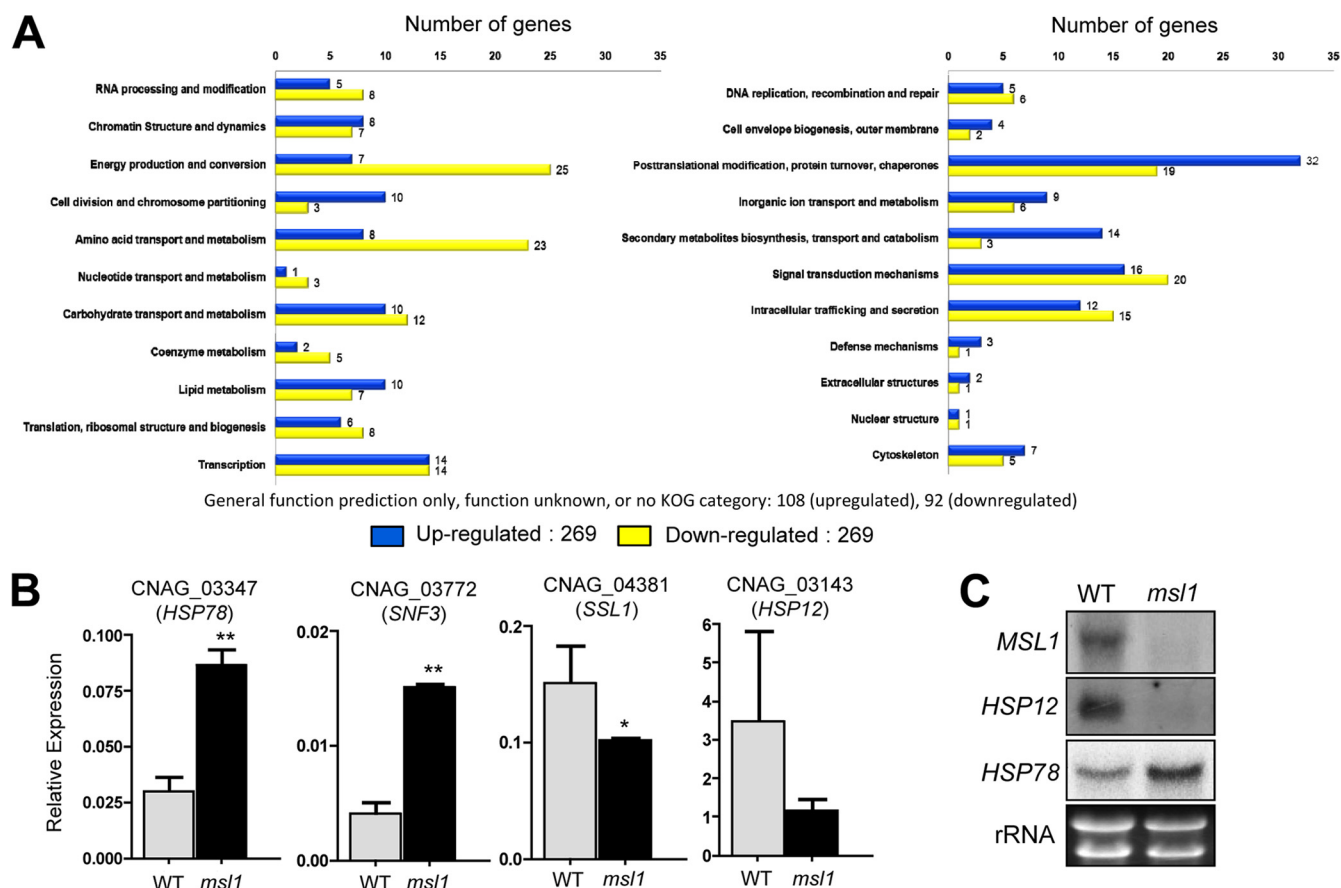 A
Number of genes
0 5 10 15 20 25 30 35
RNA processing and modification 5 8
Chromatin Structure and dynamics 8 7
Energy production and conversion 7 25
Cell division and chromosome partitioning 10 3
Amino acid transport and metabolism 8 23
Nucleotide transport and metabolism 1 3
Carbohydrate transport and metabolism 10 12
Coenzyme metabolism 2 5
Lipid metabolism 10 7
Translation, ribosomal structure and biogenesis 6 8
Transcription 14 14
Number of genes
0 5 10 15 20 25 30 35
DNA replication, recombination and repair 5 6
Cell envelope biogenesis, outer membrane 4 2
Posttranslational modification, protein turnover, chaperones 32 19
Inorganic ion transport and metabolism 9 6
Secondary metabolites biosynthesis, transport and catabolism 14 3
Signal transduction mechanisms 16 20
Intracellular trafficking and secretion 12 15
Defense mechanisms 3 1
Extracellular structures 2 1
Nuclear structure 1 1
Cytoskeleton 7 5
General function prediction only, function unknown, or no KOG category: 108 (upregulated), 92 (downregulated)
Up-regulated : 269 Down-regulated : 269
B
Relative Expression
CNAG_03347
(HSP78)
0.100
0.075
0.050
0.025
0.000
**
WT msl1
CNAG_03772
(SNF3)
0.02
0.01
0.00
**
WT msl1
CNAG_04381
(SSL1)
0.2
0.1
0.0
*
WT msl1
CNAG_03143
(HSP12)
6
5
4
3
2
1
0
WT msl1
C
WT msl1
MSL1
HSP12
HSP78
rRNA